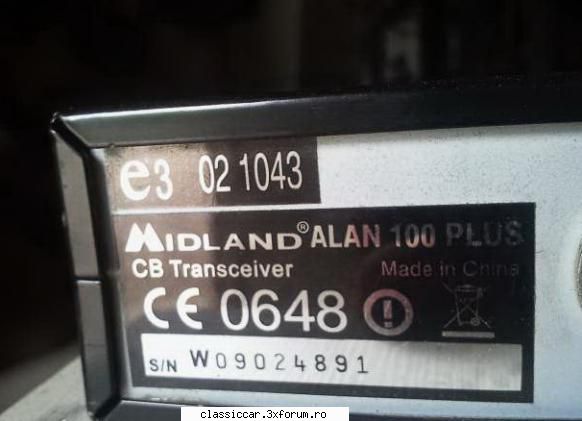 e3 02 1043
MIDLAND® ALAN 100 PLUS
CB Transceiver Made in China
CE 0648
S/N W09024891
classiccar.3xforum.ro